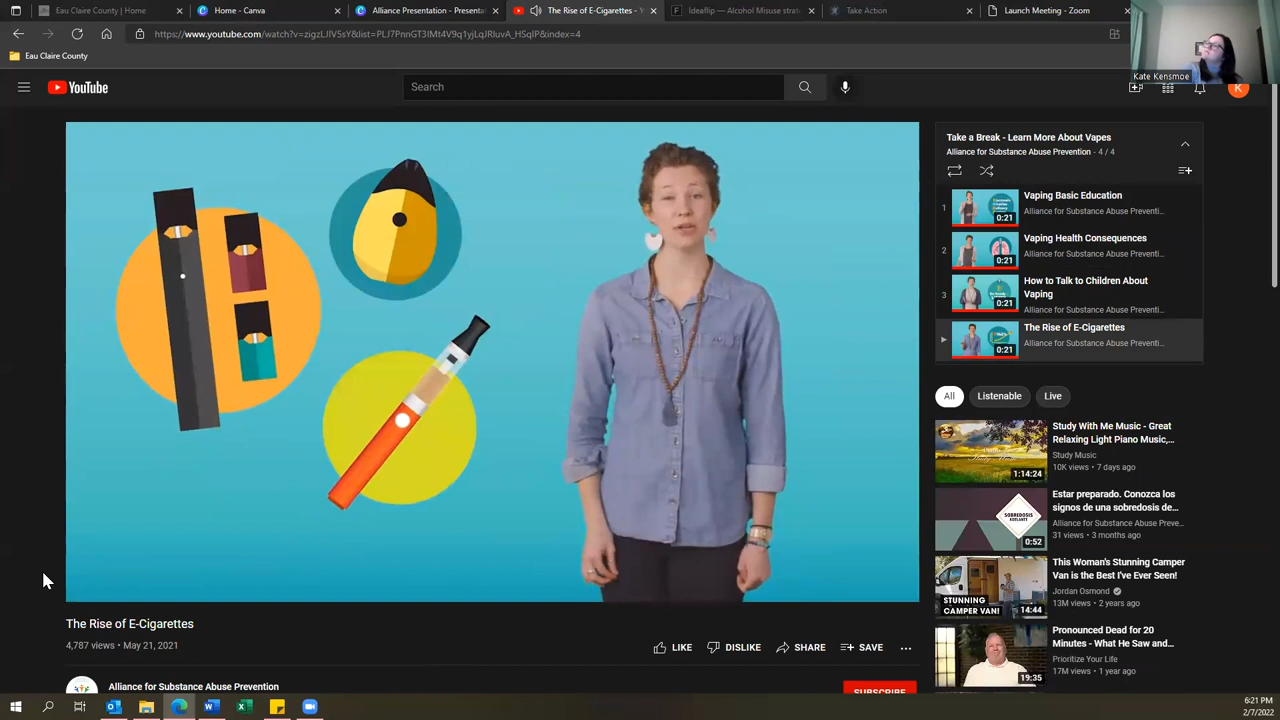 Eau Claire County | Home
Home - Canva
Alliance Presentation - Presentat
The Rise of E-Cigarettes - Y
Ideaflip — Alcohol Misuse strat
Take Action
Launch Meeting - Zoom
https://www.youtube.com/watch?v=zigzLJIV5sY&list=PLJ7PnnGT3IMt4V9q1yjLqJRIuvA_HSqIP&index=4
Eau Claire County
Kate Kensmoe
YouTube
Search
K
Take a Break - Learn More About Vapes
Alliance for Substance Abuse Prevention - 4 / 4
1
0:21
Vaping Basic Education
Alliance for Substance Abuse Preventi...
2
0:21
Vaping Health Consequences
Alliance for Substance Abuse Preventi...
3
0:21
How to Talk to Children About
Vaping
Alliance for Substance Abuse Preventi...
0:21
The Rise of E-Cigarettes
Alliance for Substance Abuse Preventi...
All
Listenable
Live
1:14:24
Study With Me Music - Great
Relaxing Light Piano Music,...
Study Music
10K views • 7 days ago
SOBREDOSIS
0:52
Estar preparado. Conozca los
signos de una sobredosis de...
Alliance for Substance Abuse Preve...
31 views • 3 months ago
STUNNING
CAMPER VAN!
14:44
This Woman's Stunning Camper
Van is the Best I've Ever Seen!
Jordan Osmond
13M views • 2 years ago
19:35
Pronounced Dead for 20
Minutes - What He Saw and...
Prioritize Your Life
17M views • 1 year ago
The Rise of E-Cigarettes
4,787 views • May 21, 2021
LIKE
DISLIKE
SHARE
SAVE
Alliance for Substance Abuse Prevention
SUBSCRIBE
6:21 PM
2/7/2022